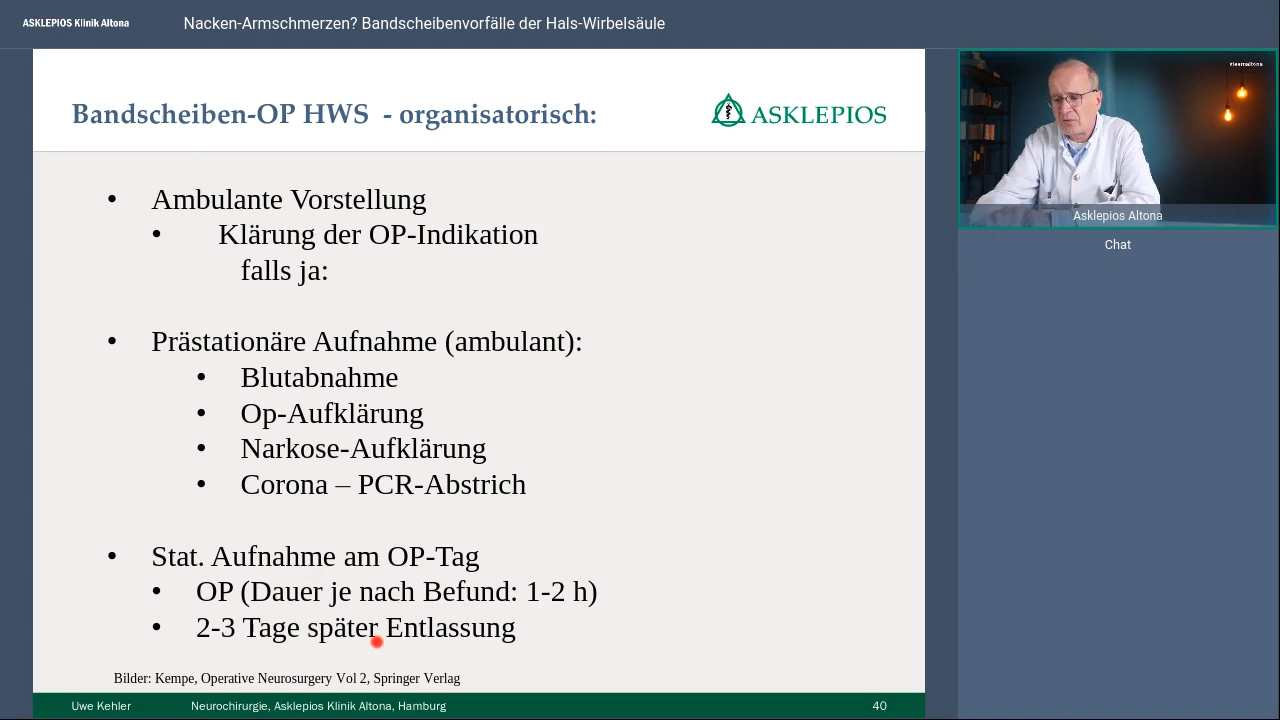 ASKLEPIOS Klinik Altona
Nacken-Armschmerzen? Bandscheibenvorfälle der Hals-Wirbelsäule
Bandscheiben-OP HWS - organisatorisch:
ASKLEPIOS
• Ambulante Vorstellung
• Klärung der OP-Indikation
falls ja:
• Prästationäre Aufnahme (ambulant):
• Blutabnahme
• Op-Aufklärung
• Narkose-Aufklärung
• Corona – PCR-Abstrich
• Stat. Aufnahme am OP-Tag
• OP (Dauer je nach Befund: 1-2 h)
• 2-3 Tage später Entlassung
Bilder: Kempe, Operative Neurosurgery Vol 2, Springer Verlag
Uwe Kehler Neurochirurgie, Asklepios Klinik Altona, Hamburg 40
#teamaltona
Asklepios Altona
Chat